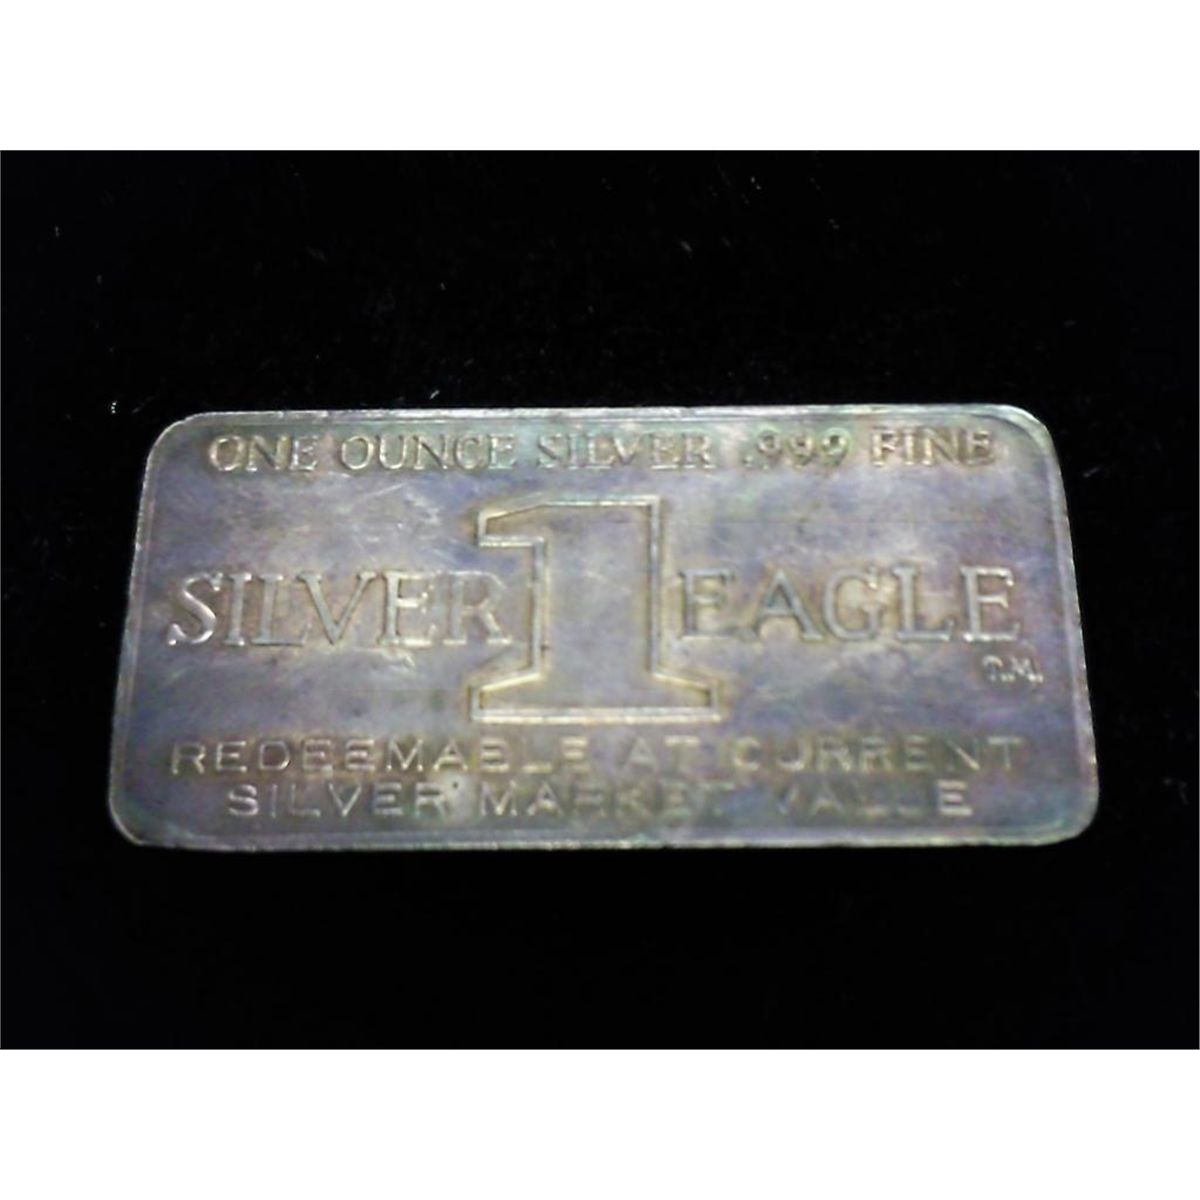 ONE OUNCE SILVER .999 FINE
SILVER 1 EAGLE
T.M.
REDEEMABLE AT CURRENT
SILVER MARKET VALUE